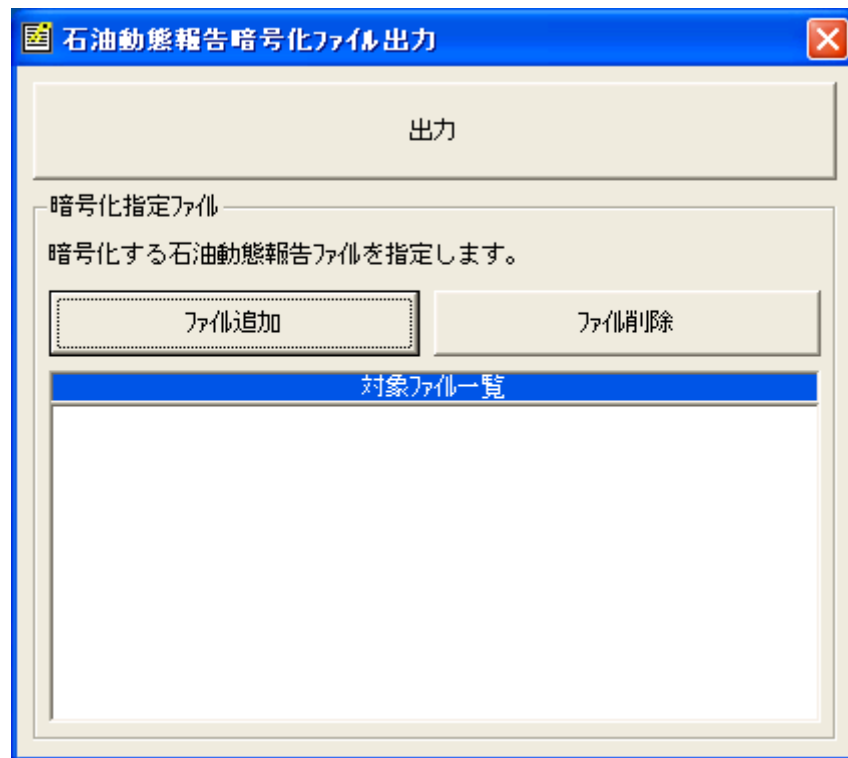 石油動態報告暗号化ﾌｧｲﾙ出力
出力
暗号化指定ﾌｧｲﾙ
暗号化する石油動態報告ﾌｧｲﾙを指定します。
ﾌｧｲﾙ追加
ﾌｧｲﾙ削除
対象ﾌｧｲﾙ一覧